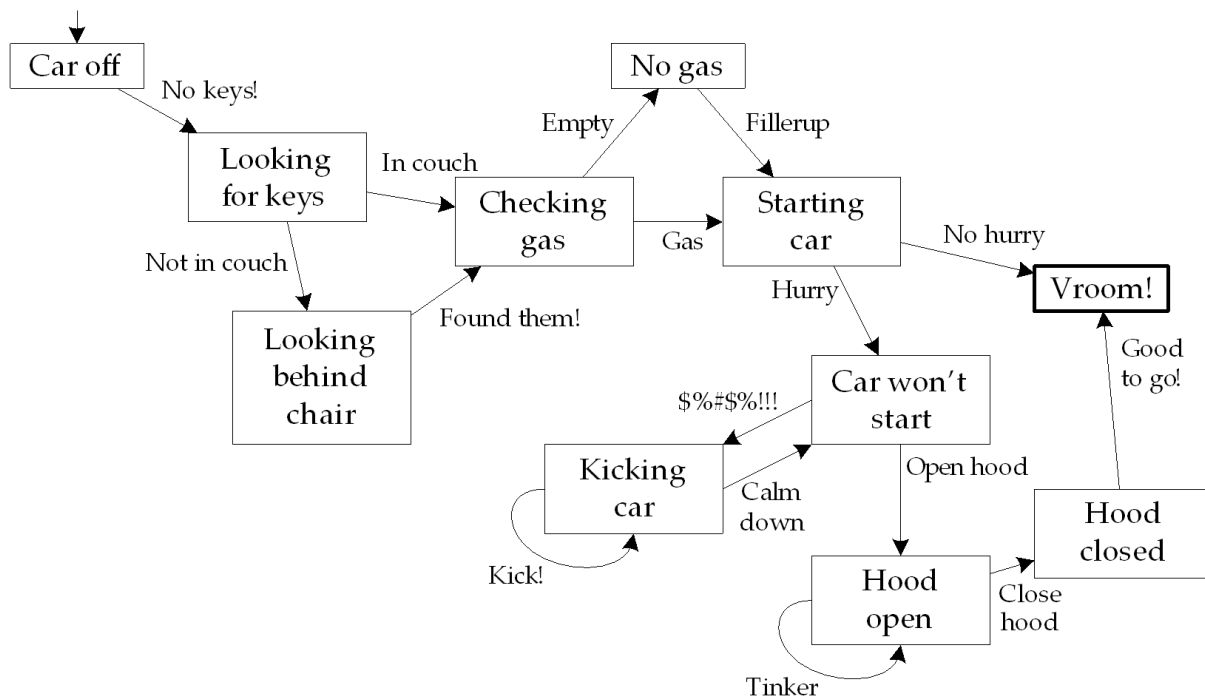 Car off
No gas
No keys!
Empty
Fillerup
Looking
for keys
In couch
Checking
gas
Gas
Starting
car
No hurry
Not in couch
Hurry
Vroom!
Looking
behind
chair
Found them!
Good
to go!
Car won't
start
$%#$%!!!
Kicking
car
Calm
down
Open hood
Hood
closed
Kick!
Hood
open
Close
hood
Tinker